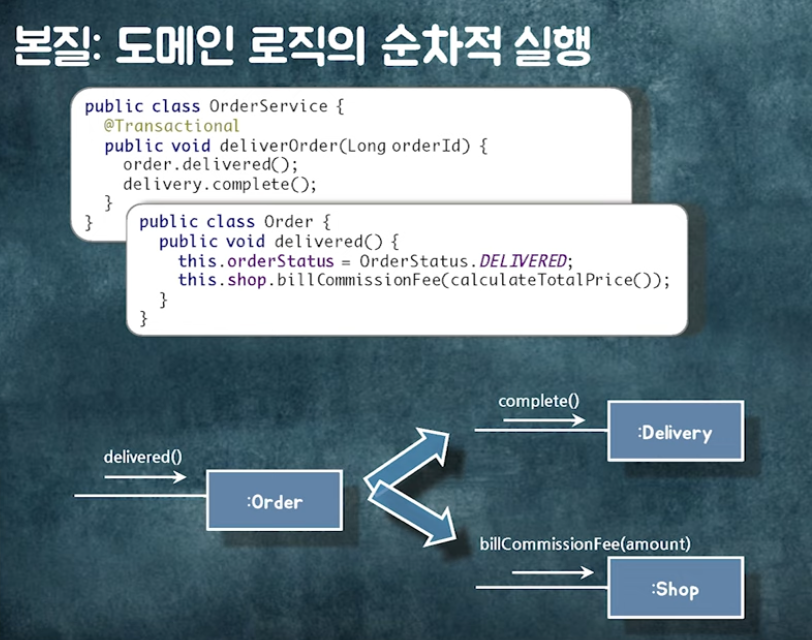 본질: 도메인 로직의 순차적 실행
public class OrderService {
@Transactional
public void deliverOrder(Long orderId) {
order.delivered();
delivery.complete();
}
}
public class Order {
public void delivered() {
this.orderStatus = OrderStatus.DELIVERED;
this.shop.billCommissionFee(calculateTotalPrice());
}
}
complete()
:Delivery
delivered()
:Order
billCommissionFee(amount)
:Shop